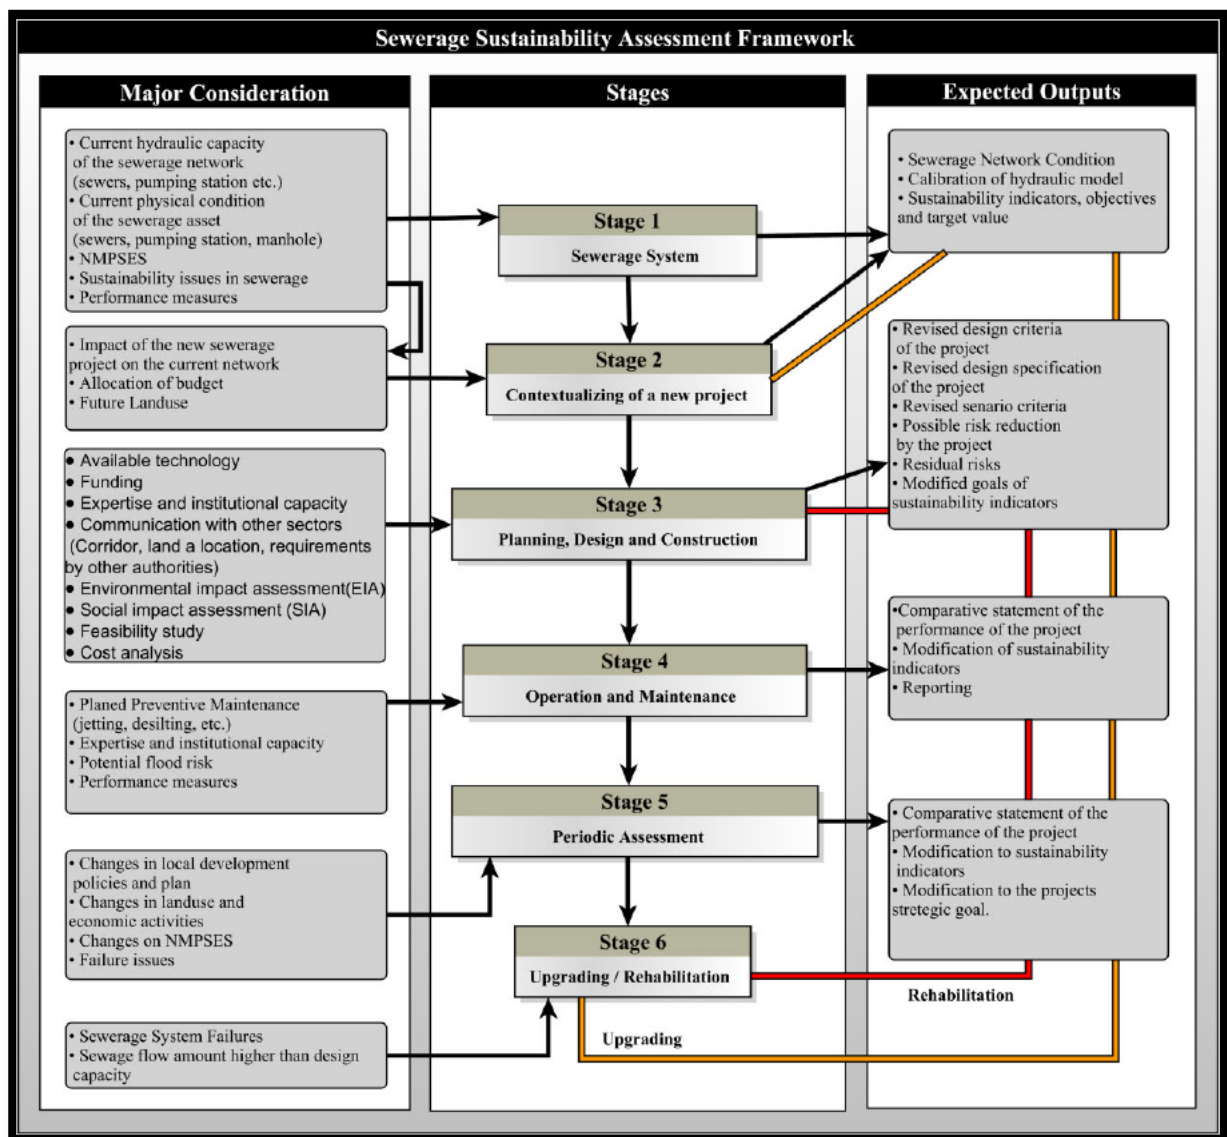 Sewerage Sustainability Assessment Framework
Major Consideration
• Current hydraulic capacity
of the sewerage network
(sewers, pumping station etc.)
• Current physical condition
of the sewerage asset
(sewers, pumping station, manhole)
• NMPSES
• Sustainability issues in sewerage
• Performance measures
• Impact of the new sewerage
project on the current network
• Allocation of budget
• Future Landuse
● Available technology
● Funding
● Expertise and institutional capacity
● Communication with other sectors
(Corridor, land a location, requirements
by other authorities)
● Environmental impact assessment(EIA)
● Social impact assessment (SIA)
● Feasibility study
● Cost analysis
• Planed Preventive Maintenance
(jetting, desilting, etc.)
• Expertise and institutional capacity
• Potential flood risk
• Performance measures
• Changes in local development
policies and plan
• Changes in landuse and
economic activities
• Changes on NMPSES
• Failure issues
• Sewerage System Failures
• Sewage flow amount higher than design
capacity
Stages
Stage 1
Sewerage System
Stage 2
Contextualizing of a new project
Stage 3
Planning, Design and Construction
Stage 4
Operation and Maintenance
Stage 5
Periodic Assessment
Stage 6
Upgrading / Rehabilitation
Upgrading
Expected Outputs
• Sewerage Network Condition
• Calibration of hydraulic model
• Sustainability indicators, objectives
and target value
• Revised design criteria
of the project
• Revised design specification
of the project
• Revised senario criteria
• Possible risk reduction
by the project
• Residual risks
• Modified goals of
sustainability indicators
•Comparative statement of the
performance of the project
• Modification of sustainability
indicators
• Reporting
• Comparative statement of the
performance of the project
• Modification to sustainability
indicators
• Modification to the projects
stretegic goal.
Rehabilitation